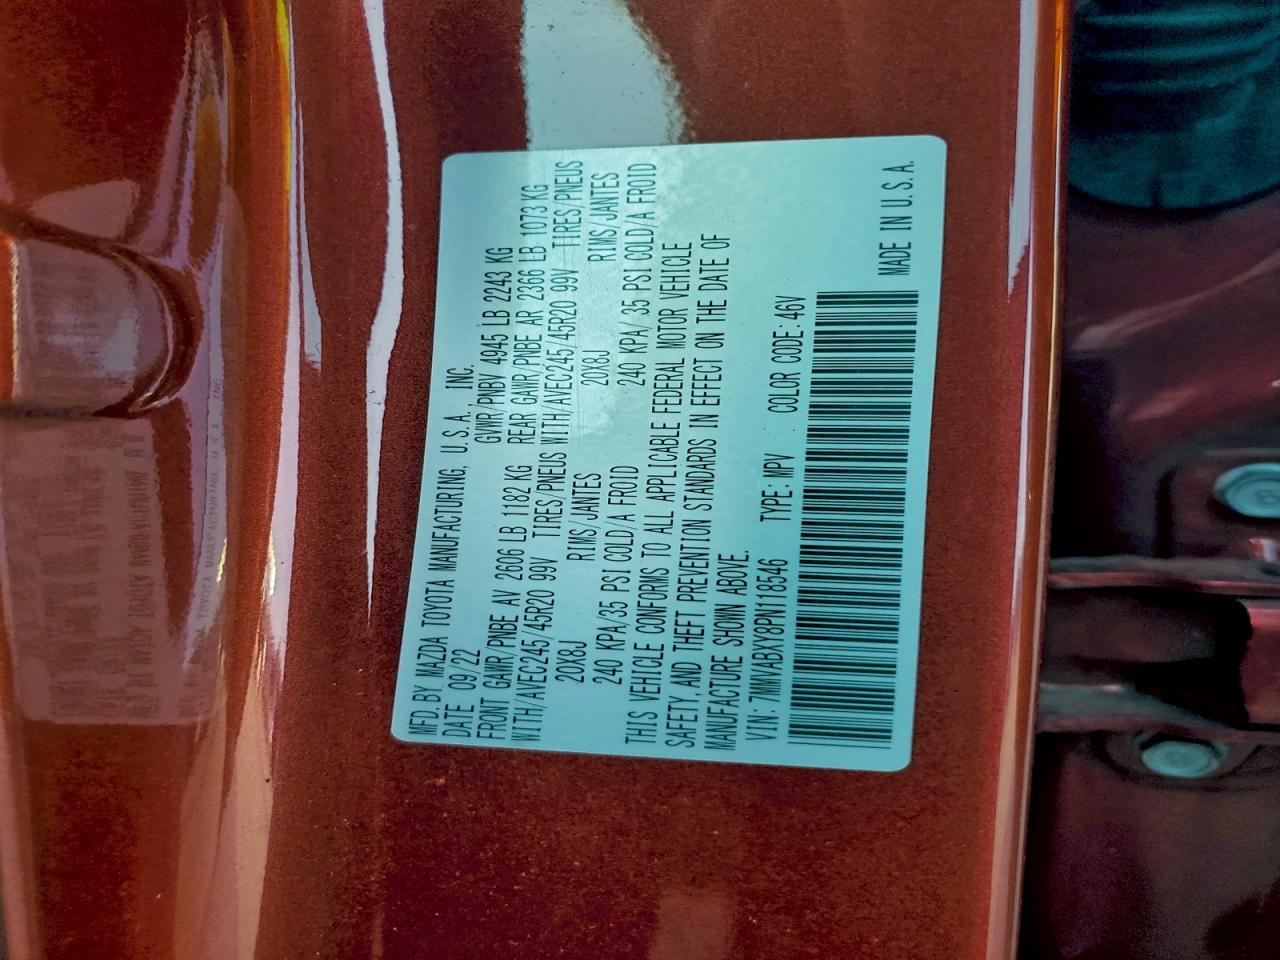 MFD. BY MAZDA TOYOTA MANUFACTURING, U.S.A., INC.
DATE 09/22 GVWR/PNBV 4945 LB 2243 KG
FRONT GAWR/PNBE AV 2606 LB 1182 KG REAR GAWR/PNBE AR 2366 LB 1073 KG
WITH/AVEC245/45R20 99V TIRES/PNEUS WITH/AVEC245/45R20 99V TIRES/PNEUS
20X8J RIMS/JANTES 20X8J RIMS/JANTES
240 KPA/35 PSI COLD/A FROID 240 KPA/ 35 PSI COLD/A FROID
THIS VEHICLE CONFORMS TO ALL APPLICABLE FEDERAL MOTOR VEHICLE
SAFETY, AND THEFT PREVENTION STANDARDS IN EFFECT ON THE DATE OF
MANUFACTURE SHOWN ABOVE.
VIN: 7MMVABXY8PN118546 TYPE: MPV COLOR CODE: 46V
MADE IN U.S.A.